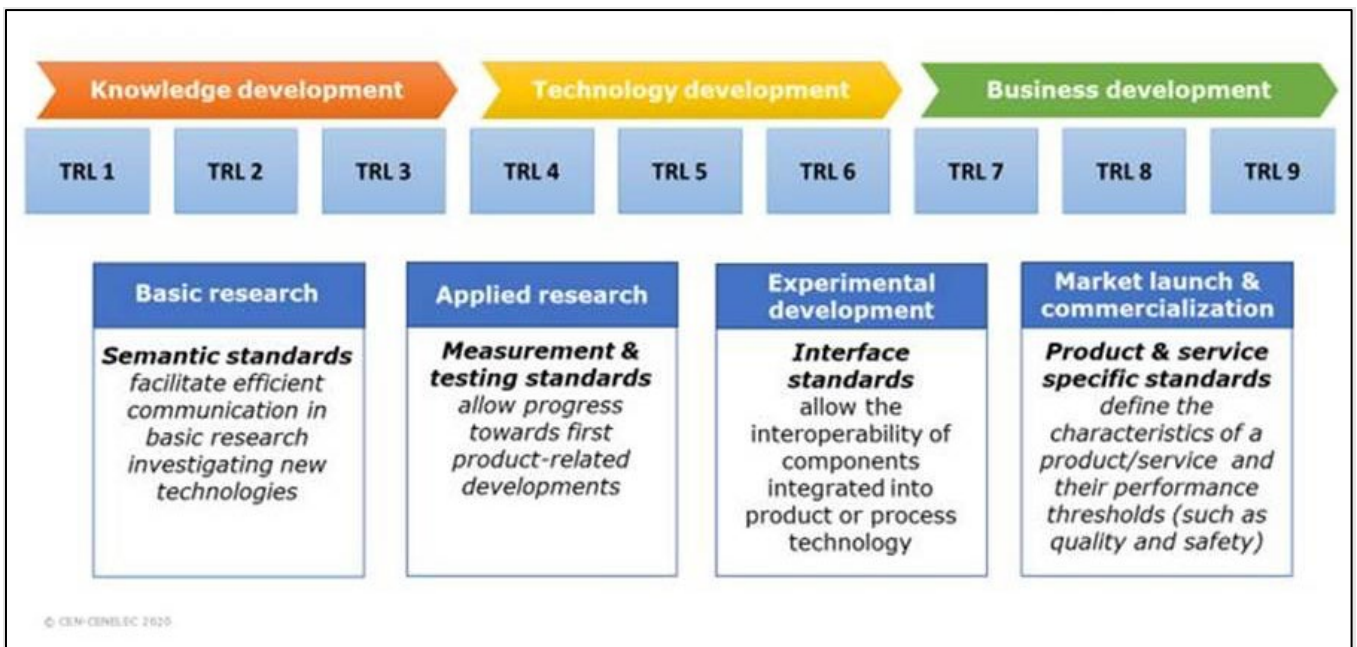 Knowledge development
Technology development
Business development
TRL 1
TRL 2
TRL 3
TRL 4
TRL 5
TRL 6
TRL 7
TRL 8
TRL 9
Basic research
Semantic standards
facilitate efficient
communication in
basic research
investigating new
technologies
Applied research
Measurement &
testing standards
allow progress
towards first
product-related
developments
Experimental
development
Interface
standards
allow the
interoperability of
components
integrated into
product or process
technology
Market launch &
commercialization
Product & service
specific standards
define the
characteristics of a
product/service and
their performance
thresholds (such as
quality and safety)
© CEN-CENELEC 2020